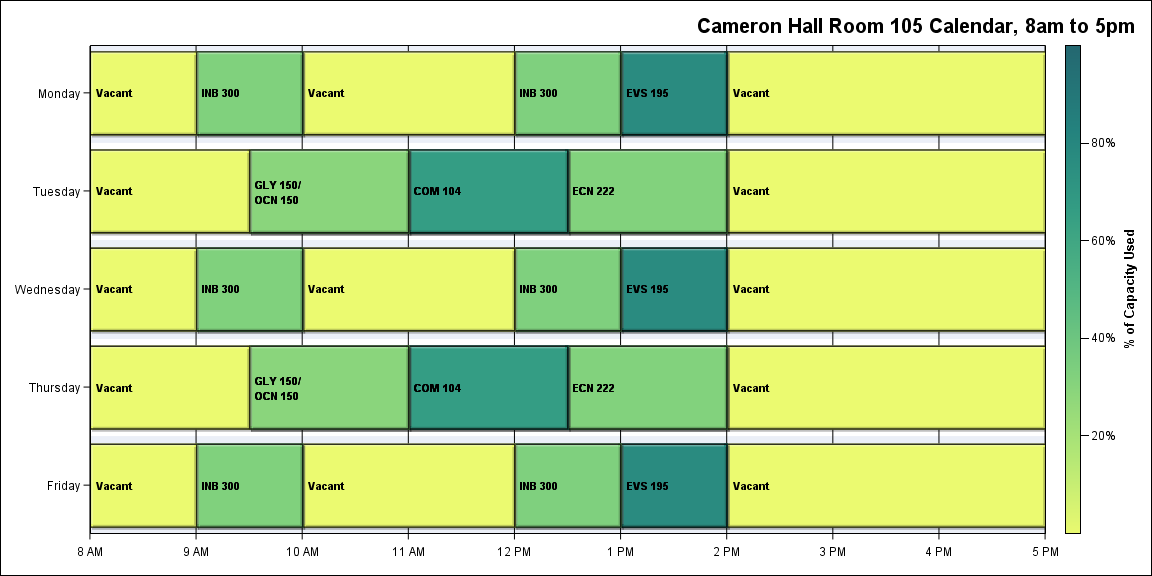 Cameron Hall Room 105 Calendar, 8am to 5pm
Monday
Vacant
INB 300
Vacant
INB 300
EVS 195
Vacant
Tuesday
Vacant
GLY 150/
OCN 150
COM 104
ECN 222
Vacant
Wednesday
Vacant
INB 300
Vacant
INB 300
EVS 195
Vacant
Thursday
Vacant
GLY 150/
OCN 150
COM 104
ECN 222
Vacant
Friday
Vacant
INB 300
Vacant
INB 300
EVS 195
Vacant
8 AM
9 AM
10 AM
11 AM
12 PM
1 PM
2 PM
3 PM
4 PM
5 PM
80%
60%
40%
20%
% of Capacity Used